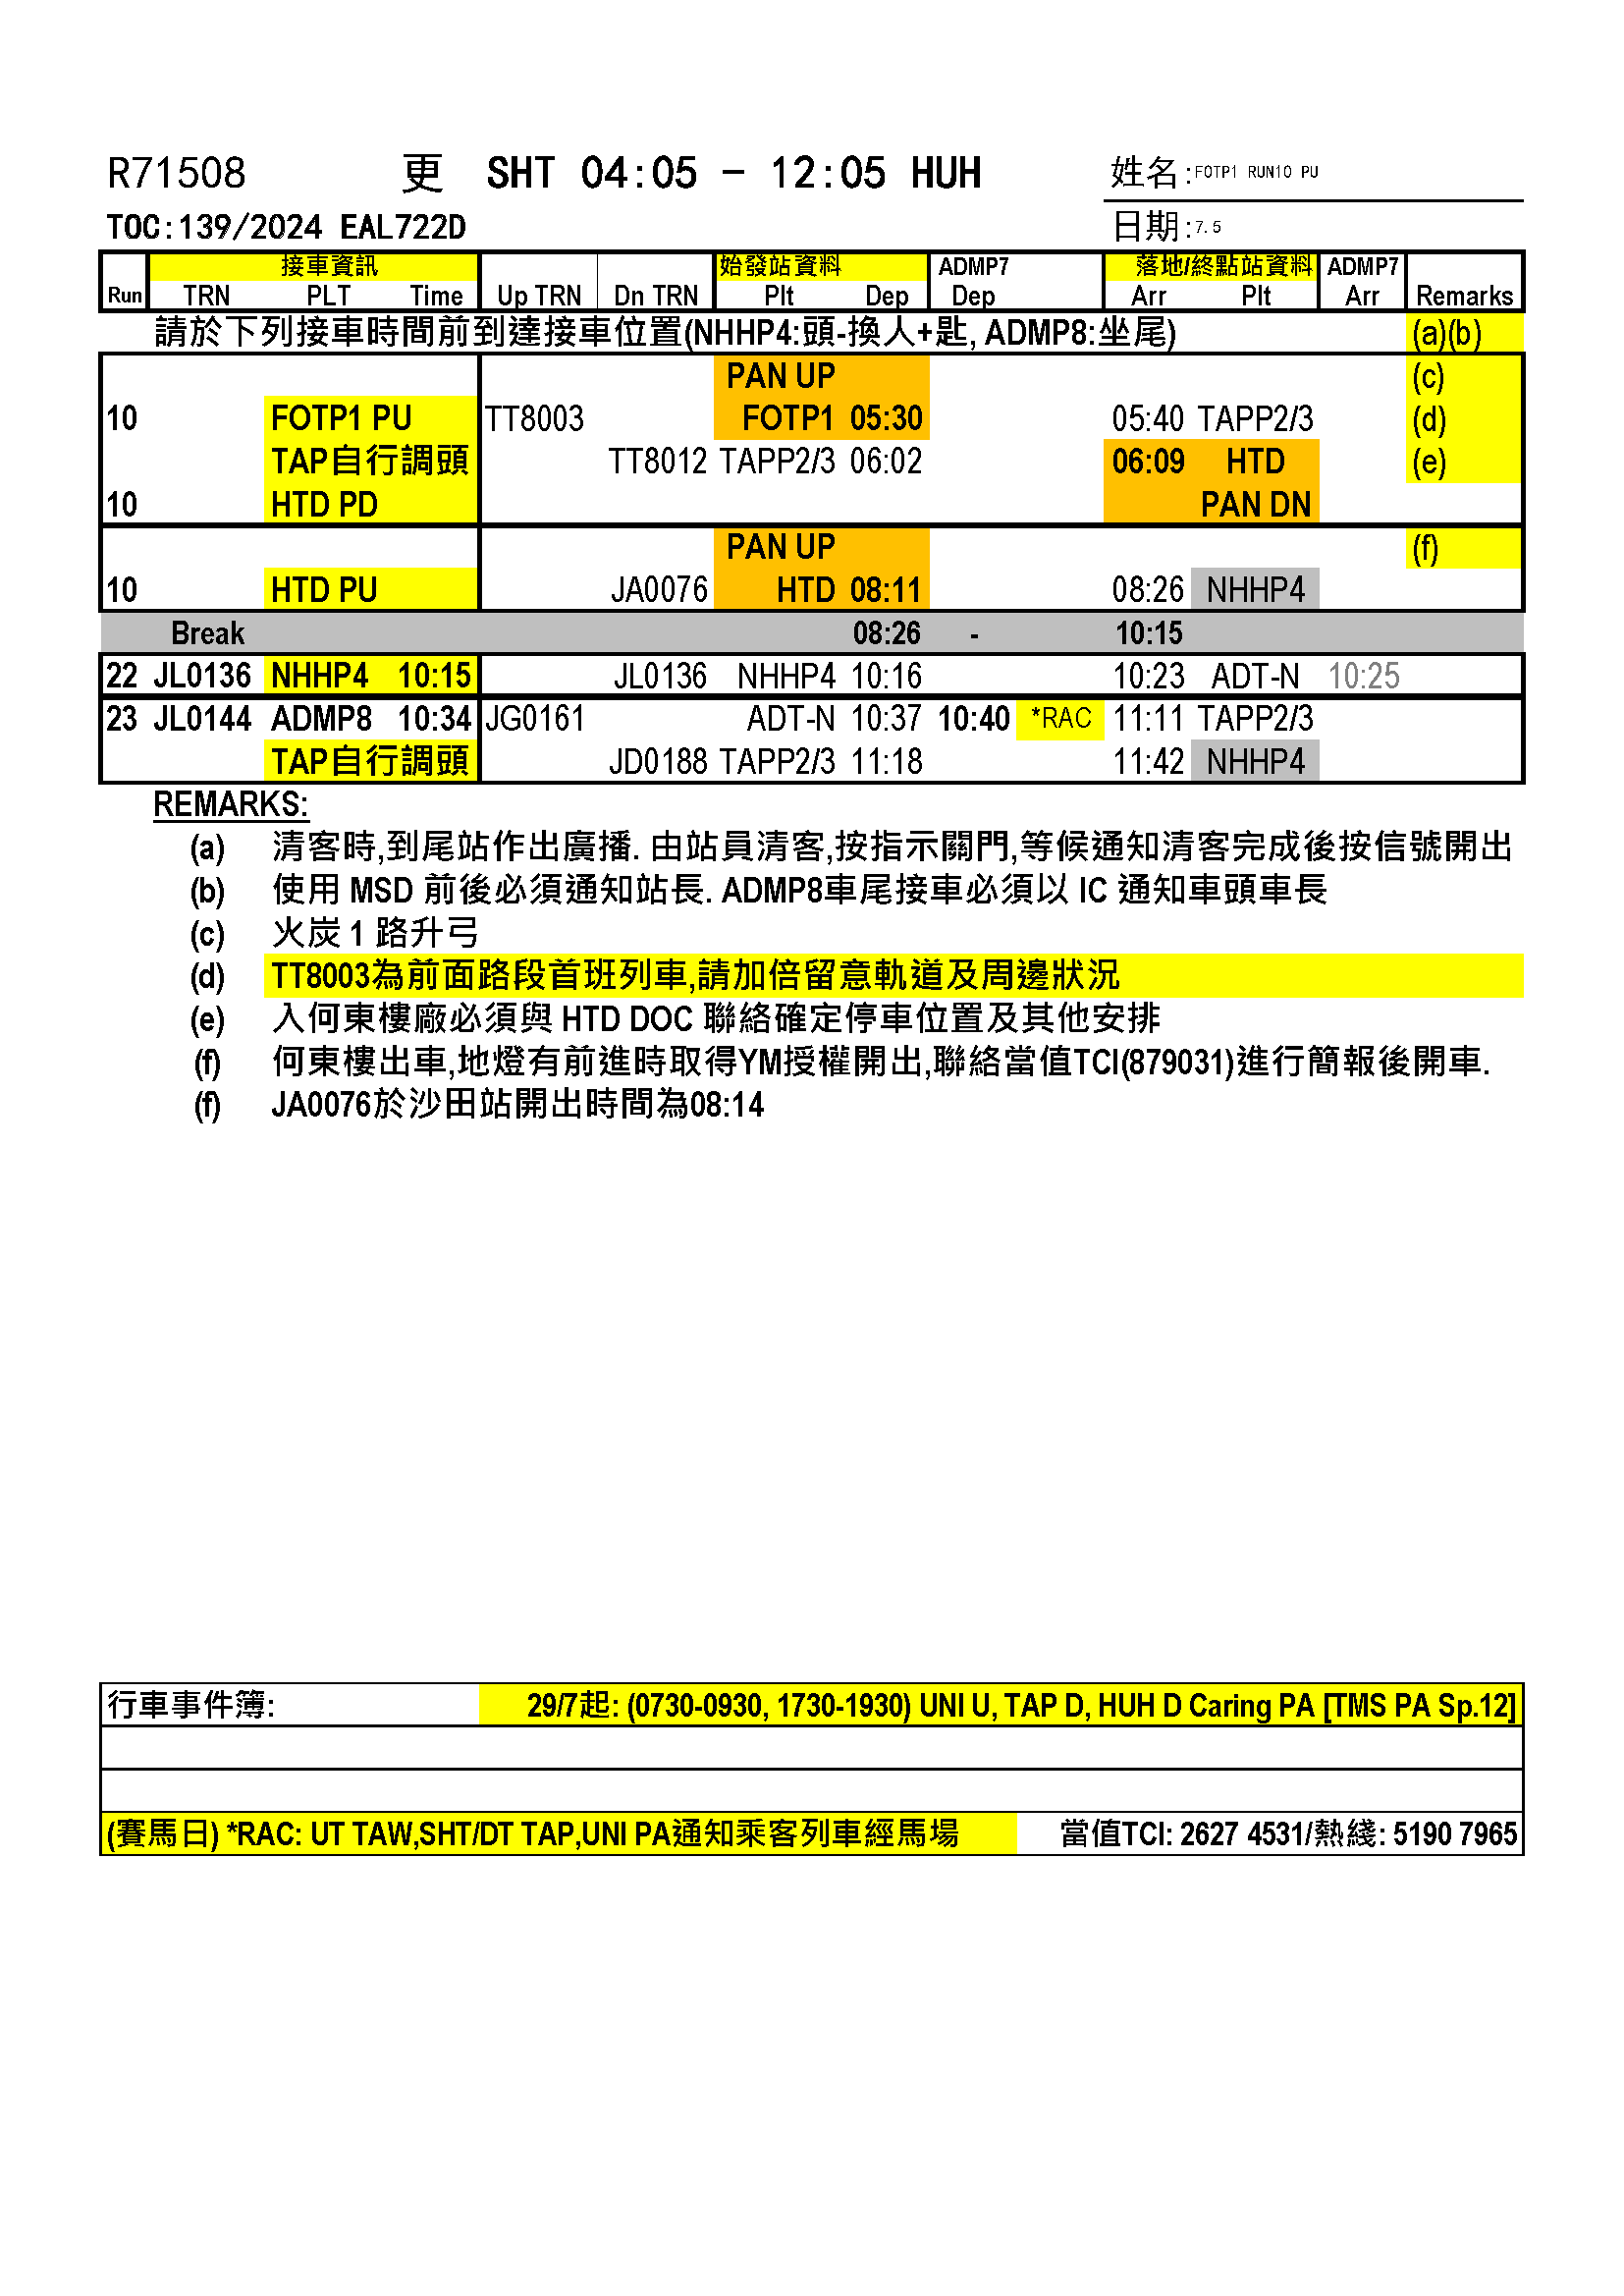 R71508 更 SHT 04:05 - 12:05 HUH 姓名:FOTP1 RUN10 PU
TOC:139/2024 EAL722D 日期:7.5
接車資訊 始發站資料 ADMP7 落地/終點站資料 ADMP7
Run TRN PLT Time Up TRN Dn TRN Plt Dep Dep Arr Plt Arr Remarks
請於下列接車時間前到達接車位置(NHHP4:頭-換人+匙, ADMP8:坐尾) (a)(b)
PAN UP (c)
10 FOTP1 PU TT8003 FOTP1 05:30 05:40 TAPP2/3 (d)
TAP自行調頭 TT8012 TAPP2/3 06:02 06:09 HTD (e)
10 HTD PD PAN DN
PAN UP (f)
10 HTD PU JA0076 HTD 08:11 08:26 NHHP4
Break 08:26 - 10:15
22 JL0136 NHHP4 10:15 JL0136 NHHP4 10:16 10:23 ADT-N 10:25
23 JL0144 ADMP8 10:34 JG0161 ADT-N 10:37 10:40 *RAC 11:11 TAPP2/3
TAP自行調頭 JD0188 TAPP2/3 11:18 11:42 NHHP4
REMARKS:
(a) 清客時,到尾站作出廣播. 由站員清客,按指示關門,等候通知清客完成後按信號開出
(b) 使用 MSD 前後必須通知站長. ADMP8車尾接車必須以 IC 通知車頭車長
(c) 火炭 1 路升弓
(d) TT8003為前面路段首班列車,請加倍留意軌道及周邊狀況
(e) 入何東樓廠必須與 HTD DOC 聯絡確定停車位置及其他安排
(f) 何東樓出車,地燈有前進時取得YM授權開出,聯絡當值TCI(879031)進行簡報後開車.
(f) JA0076於沙田站開出時間為08:14
行車事件簿: 29/7起: (0730-0930, 1730-1930) UNI U, TAP D, HUH D Caring PA [TMS PA Sp.12]
(賽馬日) *RAC: UT TAW,SHT/DT TAP,UNI PA通知乘客列車經馬場 當值TCI: 2627 4531/熱綫: 5190 7965